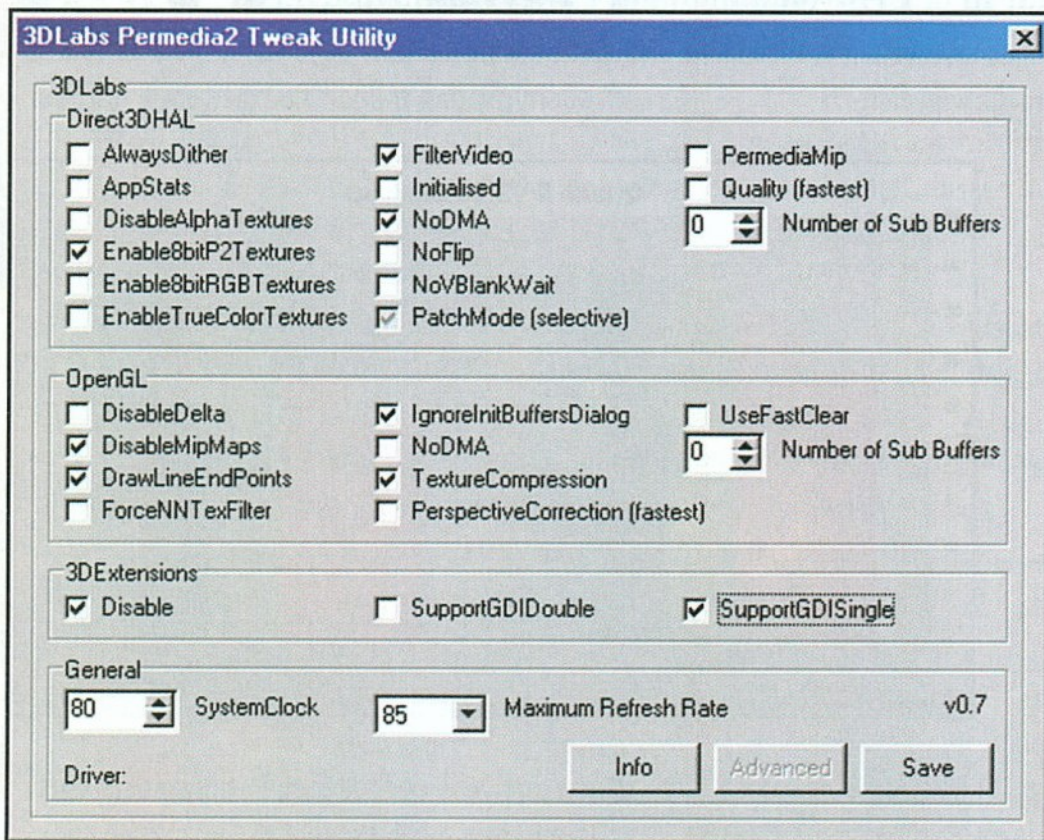 3DLabs Permedia2 Tweak Utility
3DLabs
Direct3DHAL
AlwaysDither
AppStats
DisableAlphaTextures
Enable8bitP2Textures
Enable8bitRGBTextures
EnableTrueColorTextures
FilterVideo
Initialised
NoDMA
NoFlip
NoVBlankWait
PatchMode (selective)
PermediaMip
Quality (fastest)
0 Number of Sub Buffers
OpenGL
DisableDelta
DisableMipMaps
DrawLineEndPoints
ForceNNTexFilter
IgnoreInitBuffersDialog
NoDMA
TextureCompression
PerspectiveCorrection (fastest)
UseFastClear
0 Number of Sub Buffers
3DExtensions
Disable
SupportGDIDouble
SupportGDISingle
General
80 SystemClock
85 Maximum Refresh Rate
v0.7
Driver:
Info
Advanced
Save